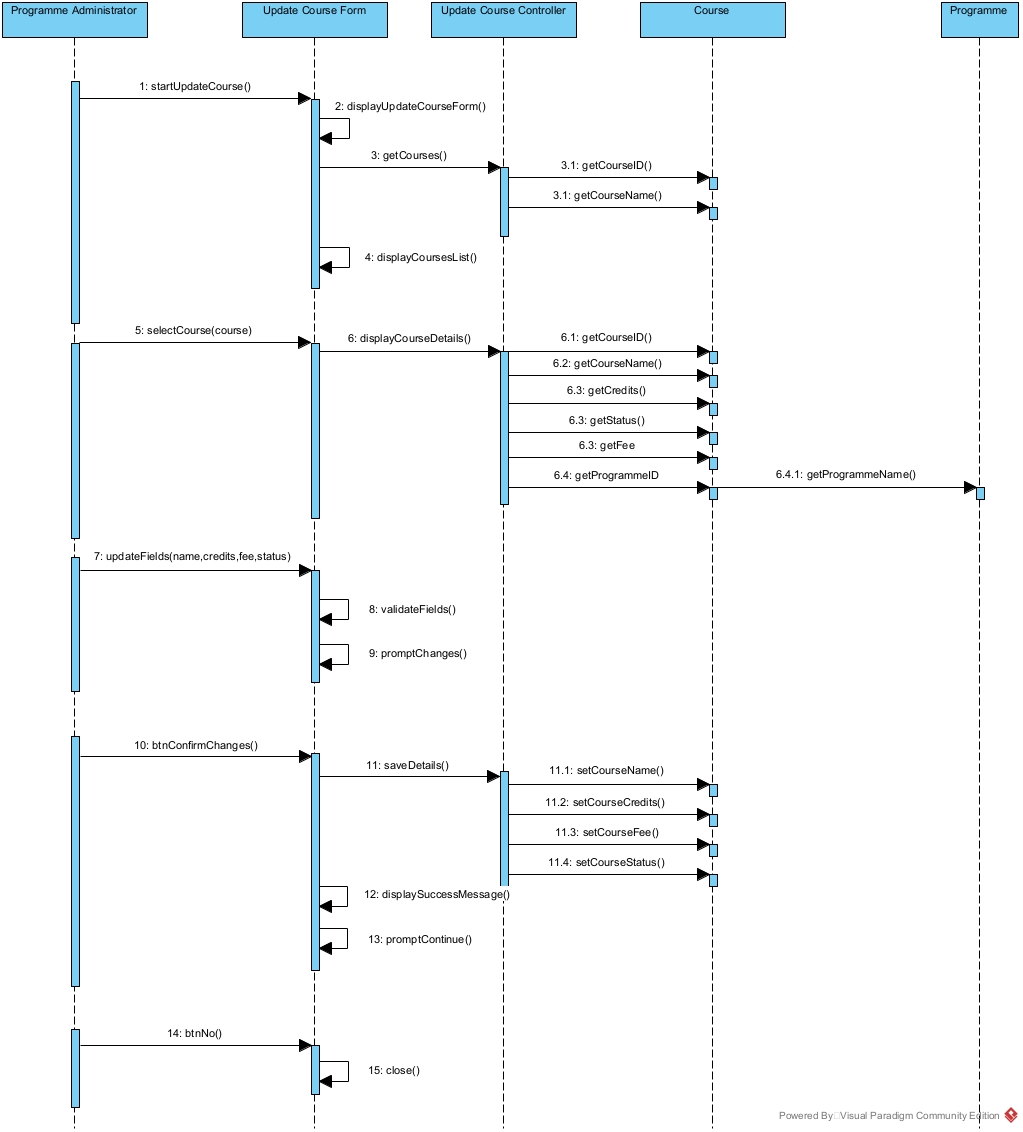 Programme Administrator
Update Course Form
Update Course Controller
Course
Programme
1: startUpdateCourse()
2: displayUpdateCourseForm()
3: getCourses()
3.1: getCourseID()
3.1: getCourseName()
4: displayCoursesList()
5: selectCourse(course)
6: displayCourseDetails()
6.1: getCourseID()
6.2: getCourseName()
6.3: getCredits()
6.3: getStatus()
6.3: getFee
6.4: getProgrammeID
6.4.1: getProgrammeName()
7: updateFields(name,credits,fee,status)
8: validateFields()
9: promptChanges()
10: btnConfirmChanges()
11: saveDetails()
11.1: setCourseName()
11.2: setCourseCredits()
11.3: setCourseFee()
11.4: setCourseStatus()
12: displaySuccessMessage()
13: promptContinue()
14: btnNo()
15: close()
Powered By Visual Paradigm Community Edition